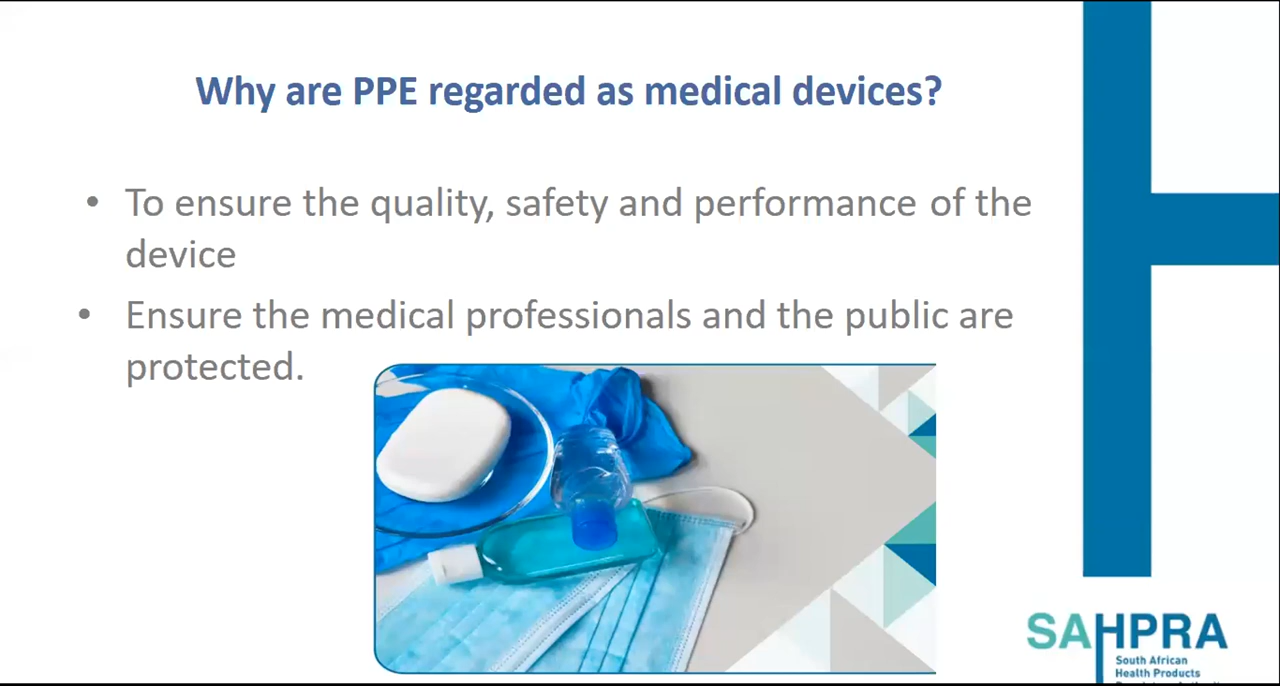 Why are PPE regarded as medical devices?
• To ensure the quality, safety and performance of the
device
• Ensure the medical professionals and the public are
protected.
SAHPRA
South African
Health Products